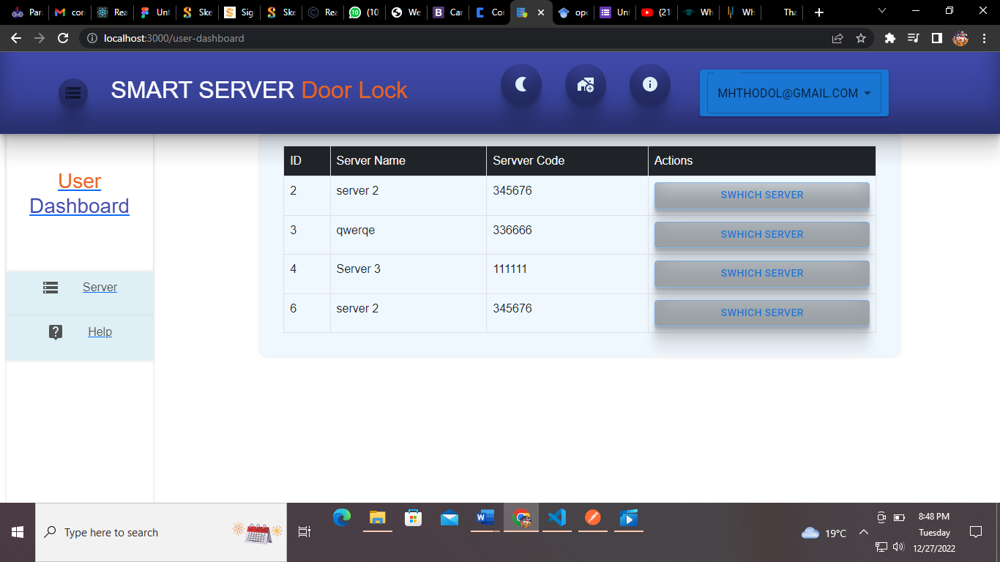 Par
con
Rea
Unt
Ske
Sig
Ske
Rea
(10
We
Car
Cor
ope
Unt
(21
Wh
Wh
Tha
localhost:3000/user-dashboard
SMART SERVER Door Lock
MHTHODOL@GMAIL.COM
User
Dashboard
Server
Help
ID Server Name Servver Code Actions
2 server 2 345676 SWHICH SERVER
3 qwerqe 336666 SWHICH SERVER
4 Server 3 111111 SWHICH SERVER
6 server 2 345676 SWHICH SERVER
Type here to search
19°C
8:48 PM
Tuesday
12/27/2022